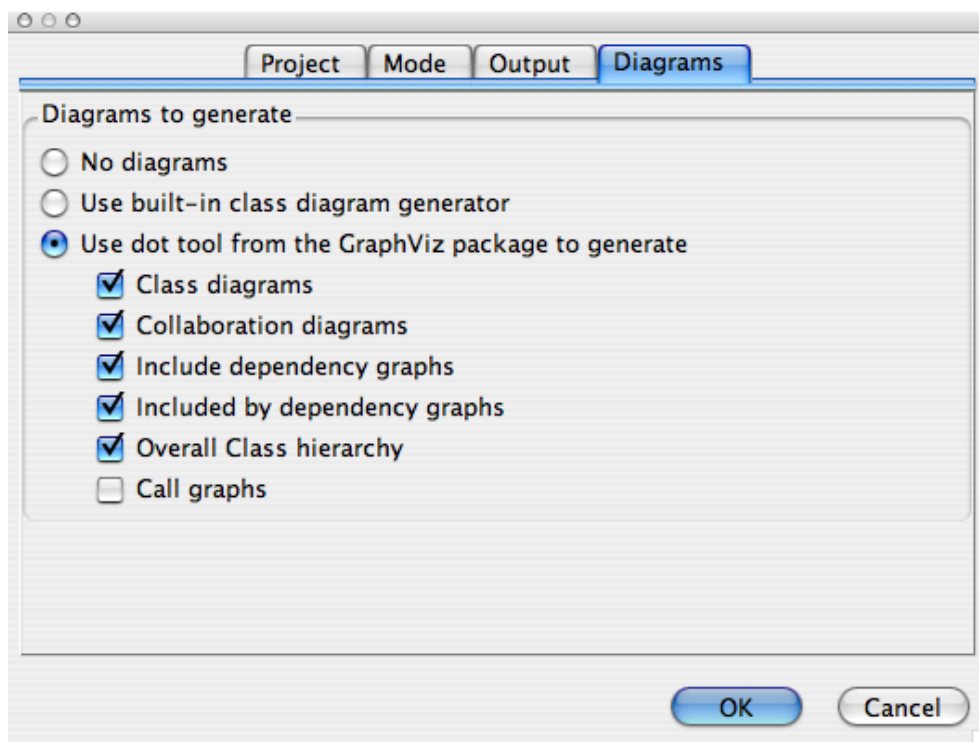 Project Mode Output Diagrams
Diagrams to generate
No diagrams
Use built-in class diagram generator
Use dot tool from the GraphViz package to generate
Class diagrams
Collaboration diagrams
Include dependency graphs
Included by dependency graphs
Overall Class hierarchy
Call graphs
OK Cancel